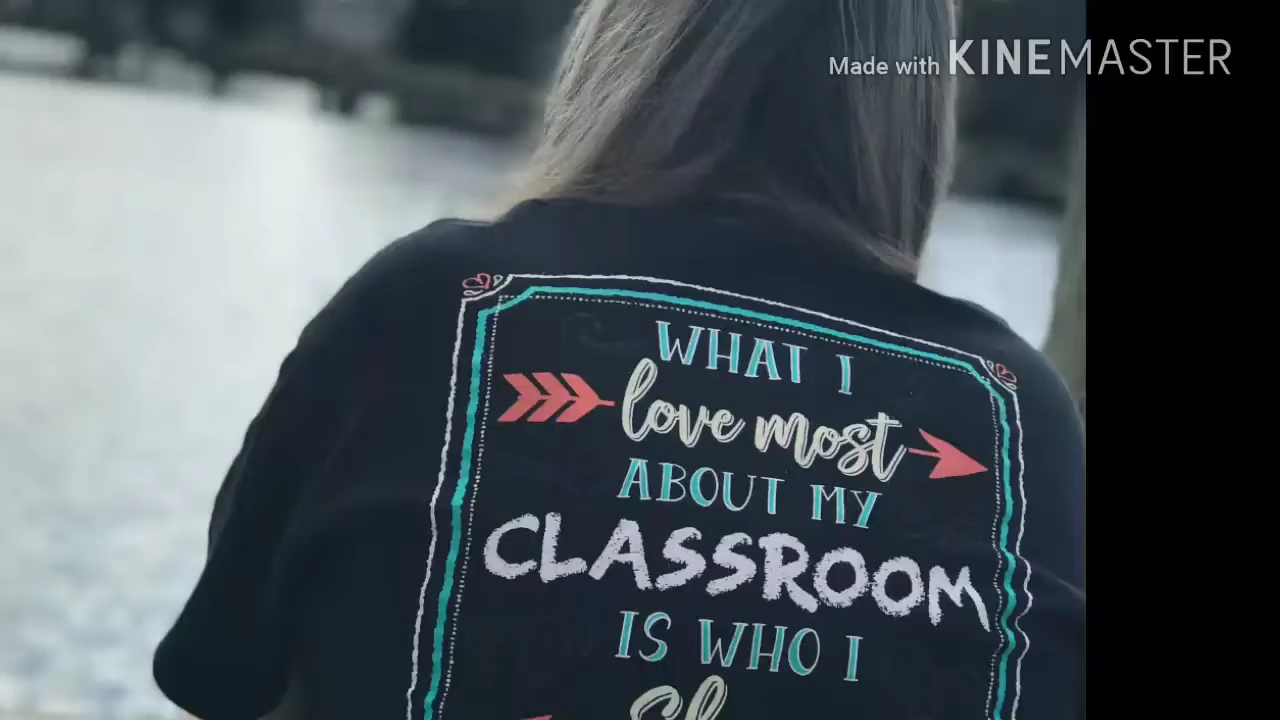 Made with KINEMASTER
WHAT I
love most
ABOUT MY
CLASSROOM
IS WHO I